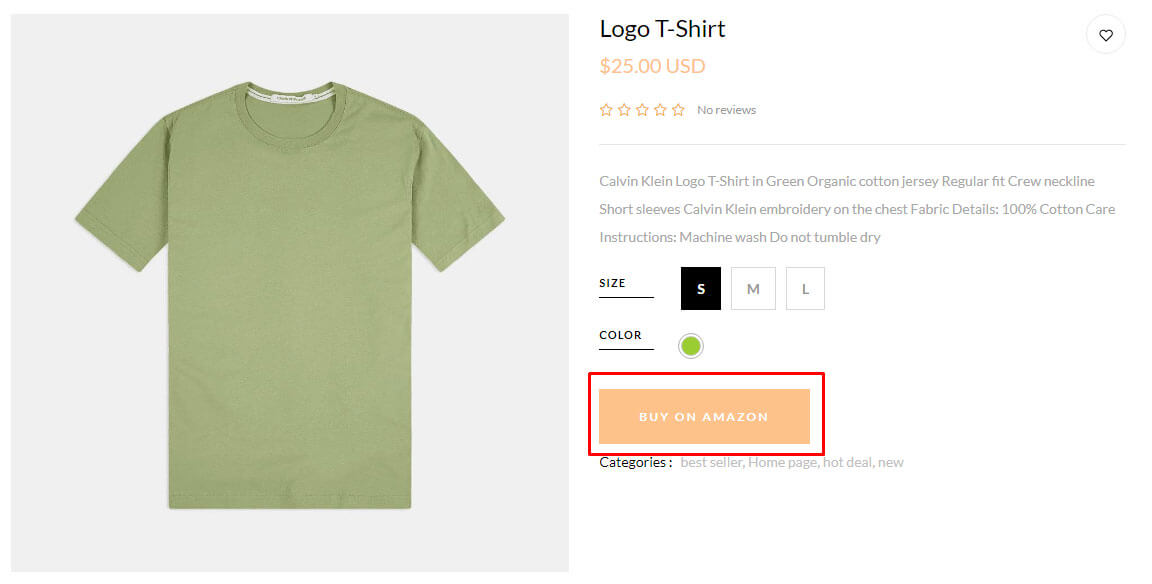 Logo T-Shirt
$25.00 USD
No reviews
Calvin Klein Logo T-Shirt in Green Organic cotton jersey Regular fit Crew neckline
Short sleeves Calvin Klein embroidery on the chest Fabric Details: 100% Cotton Care
Instructions: Machine wash Do not tumble dry
SIZE S M L
COLOR
BUY ON AMAZON
Categories : best seller, Home page, hot deal, new